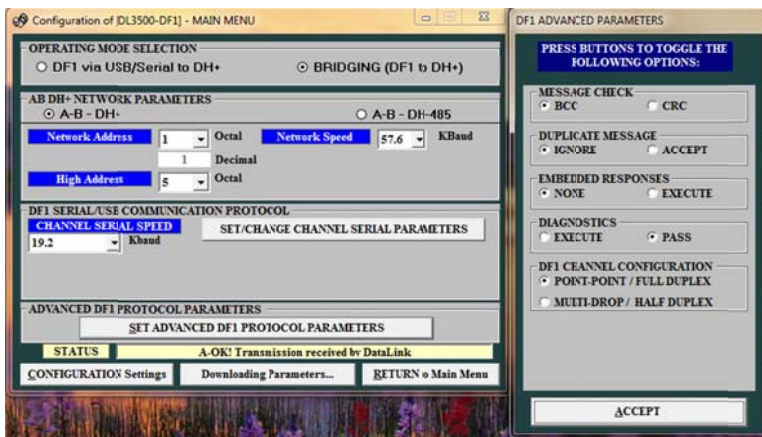 Configuration of [DL3500-DF1] - MAIN MENU
OPERATING MODE SELECTION
DF1 via USB/Serial to DH+
BRIDGING (DF1 to DH+)
AB DH+ NETWORK PARAMETERS
A-B - DH+
A-B - DH-485
Network Address
1
Octal
Network Speed
57.6
KBaud
1
Decimal
High Address
5
Octal
DF1 SERIAL/USB COMMUNICATION PROTOCOL
CHANNEL SERIAL SPEED
19.2
Kbaud
SET/CHANGE CHANNEL SERIAL PARAMETERS
ADVANCED DF1 PROTOCOL PARAMETERS
SET ADVANCED DF1 PROTOCOL PARAMETERS
STATUS
A-OK! Transmission received by DataLink
CONFIGURATION Settings
Downloading Parameters...
RETURN to Main Menu
DF1 ADVANCED PARAMETERS
PRESS BUTTONS TO TOGGLE THE
FOLLOWING OPTIONS:
MESSAGE CHECK
BCC
CRC
DUPLICATE MESSAGE
IGNORE
ACCEPT
EMBEDDED RESPONSES
NONE
EXECUTE
DIAGNOSTICS
EXECUTE
PASS
DF1 CHANNEL CONFIGURATION
POINT-POINT / FULL DUPLEX
MULTI-DROP / HALF DUPLEX
ACCEPT